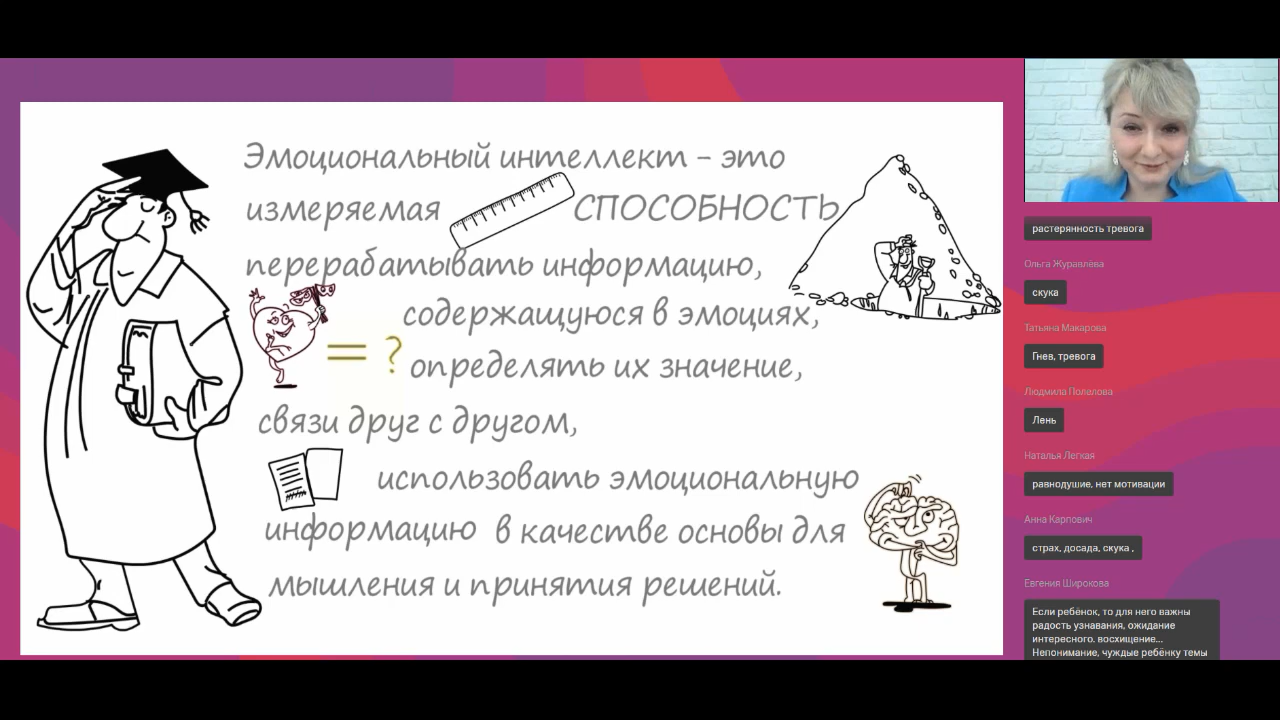 Эмоциональный интеллект – это
измеряемая СПОСОБНОСТЬ
перерабатывать информацию,
содержащуюся в эмоциях,
= ?
определять их значение,
связи друг с другом,
использовать эмоциональную
информацию в качестве основы для
мышления и принятия решений.
растерянность тревога
Ольга Журавлёва
скука
Татьяна Макарова
Гнев, тревога
Людмила Полелова
Лень
Наталья Легкая
равнодушие. нет мотивации
Анна Карпович
страх, досада, скука ,
Евгения Широкова
Если ребёнок, то для него важны
радость узнавания, ожидание
интересного. восхищение...
Непонимание, чуждые ребёнку темы